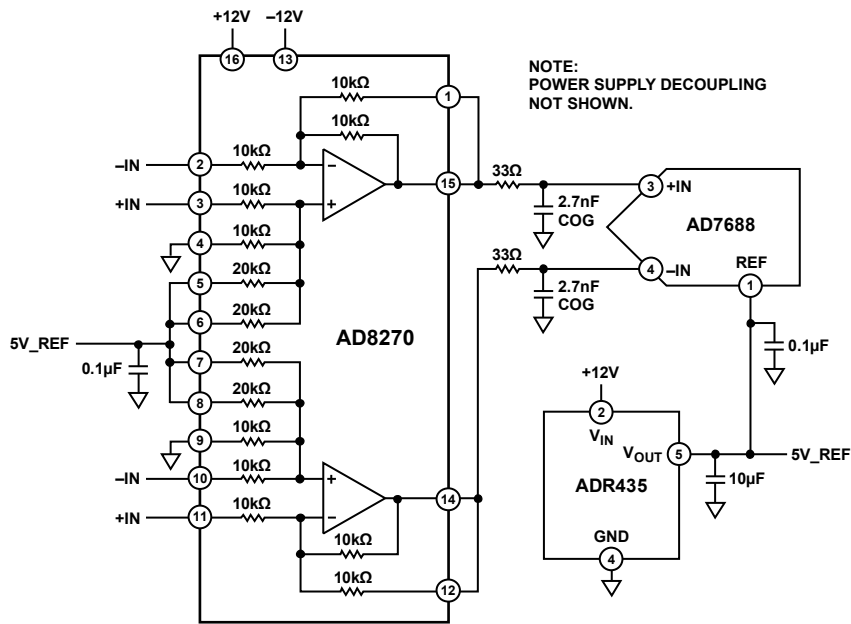 +12V
–12V
16
13
NOTE:
POWER SUPPLY DECOUPLING
NOT SHOWN.
10kΩ
1
10kΩ
–IN
2
10kΩ
–
+IN
3
10kΩ
+
15
33Ω
3
+IN
2.7nF
COG
AD7688
4
10kΩ
33Ω
4
–IN
REF
1
5
20kΩ
2.7nF
COG
6
20kΩ
AD8270
5V_REF
0.1µF
7
20kΩ
0.1µF
8
20kΩ
+12V
2
VIN
9
10kΩ
VOUT
5
5V_REF
–IN
10
10kΩ
+
ADR435
10µF
14
+IN
11
10kΩ
–
10kΩ
GND
4
10kΩ
12